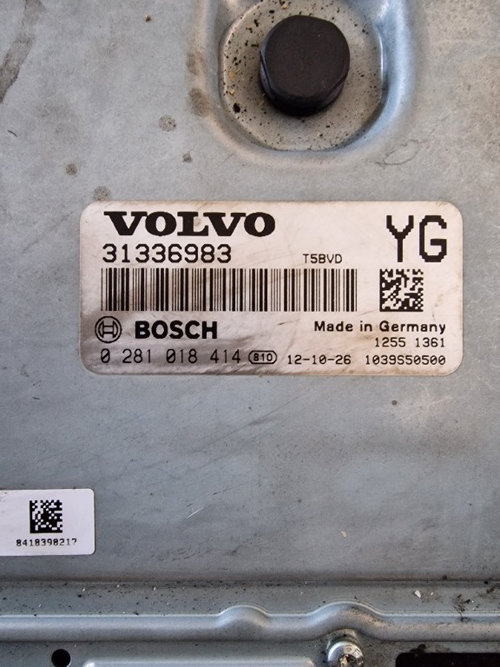 VOLVO YG
31336983 T5BVD
BOSCH Made in Germany
1255 1361
0 281 018 414 810 12-10-26 1039S50500
8418398217